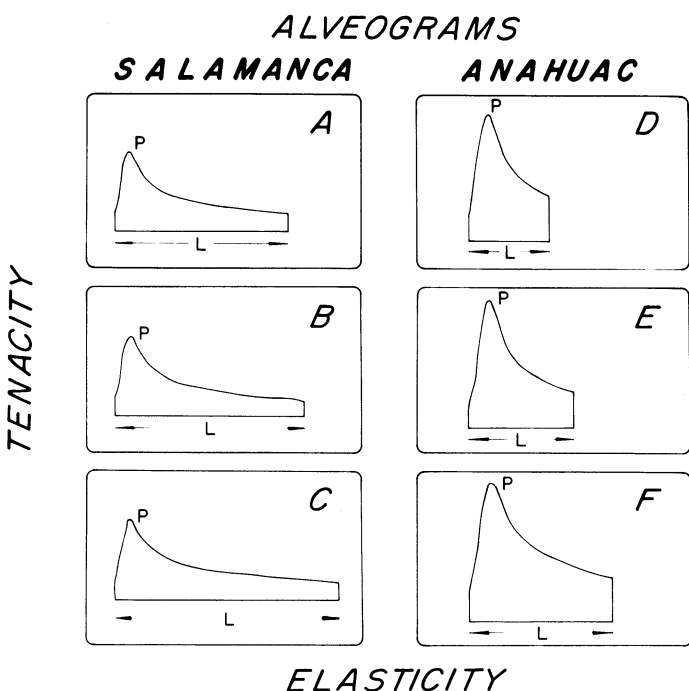 ALVEOGRAMS
SALAMANCA
ANAHUAC
TENACITY
A
P
L
D
P
L
B
P
L
E
P
L
C
P
L
F
P
L
ELASTICITY